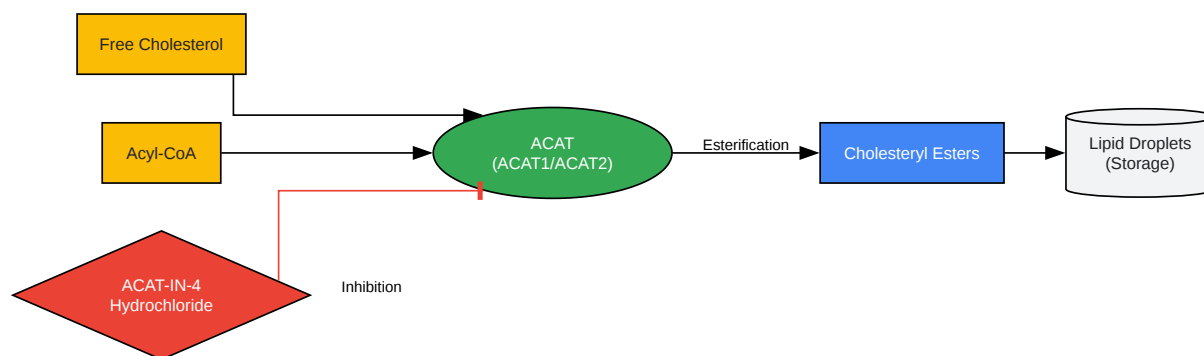 Free Cholesterol
Acyl-CoA
ACAT
(ACAT1/ACAT2)
Esterification
Cholesteryl Esters
Lipid Droplets
(Storage)
ACAT-IN-4
Hydrochloride
Inhibition